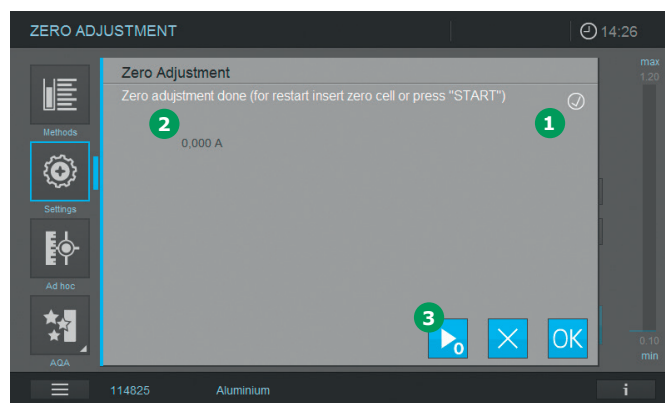 ZERO ADJUSTMENT
14:26
Zero Adjustment
Zero adujstment done (for restart insert zero cell or press "START")
1
2
0,000 A
3
0
OK
Methods
Settings
Ad hoc
AQA
max
1.20
0.10
min
114825 Aluminium
i